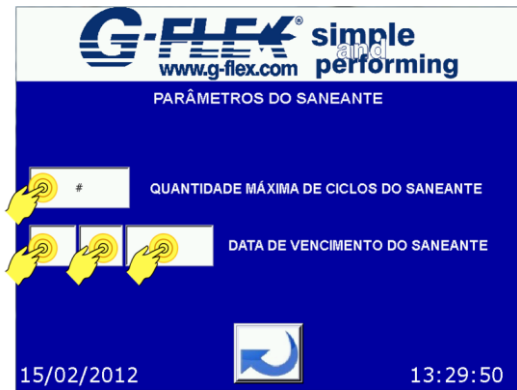 G-FLEX® simple
and
www.g-flex.com performing
PARÂMETROS DO SANEANTE
# QUANTIDADE MÁXIMA DE CICLOS DO SANEANTE
DATA DE VENCIMENTO DO SANEANTE
15/02/2012 13:29:50